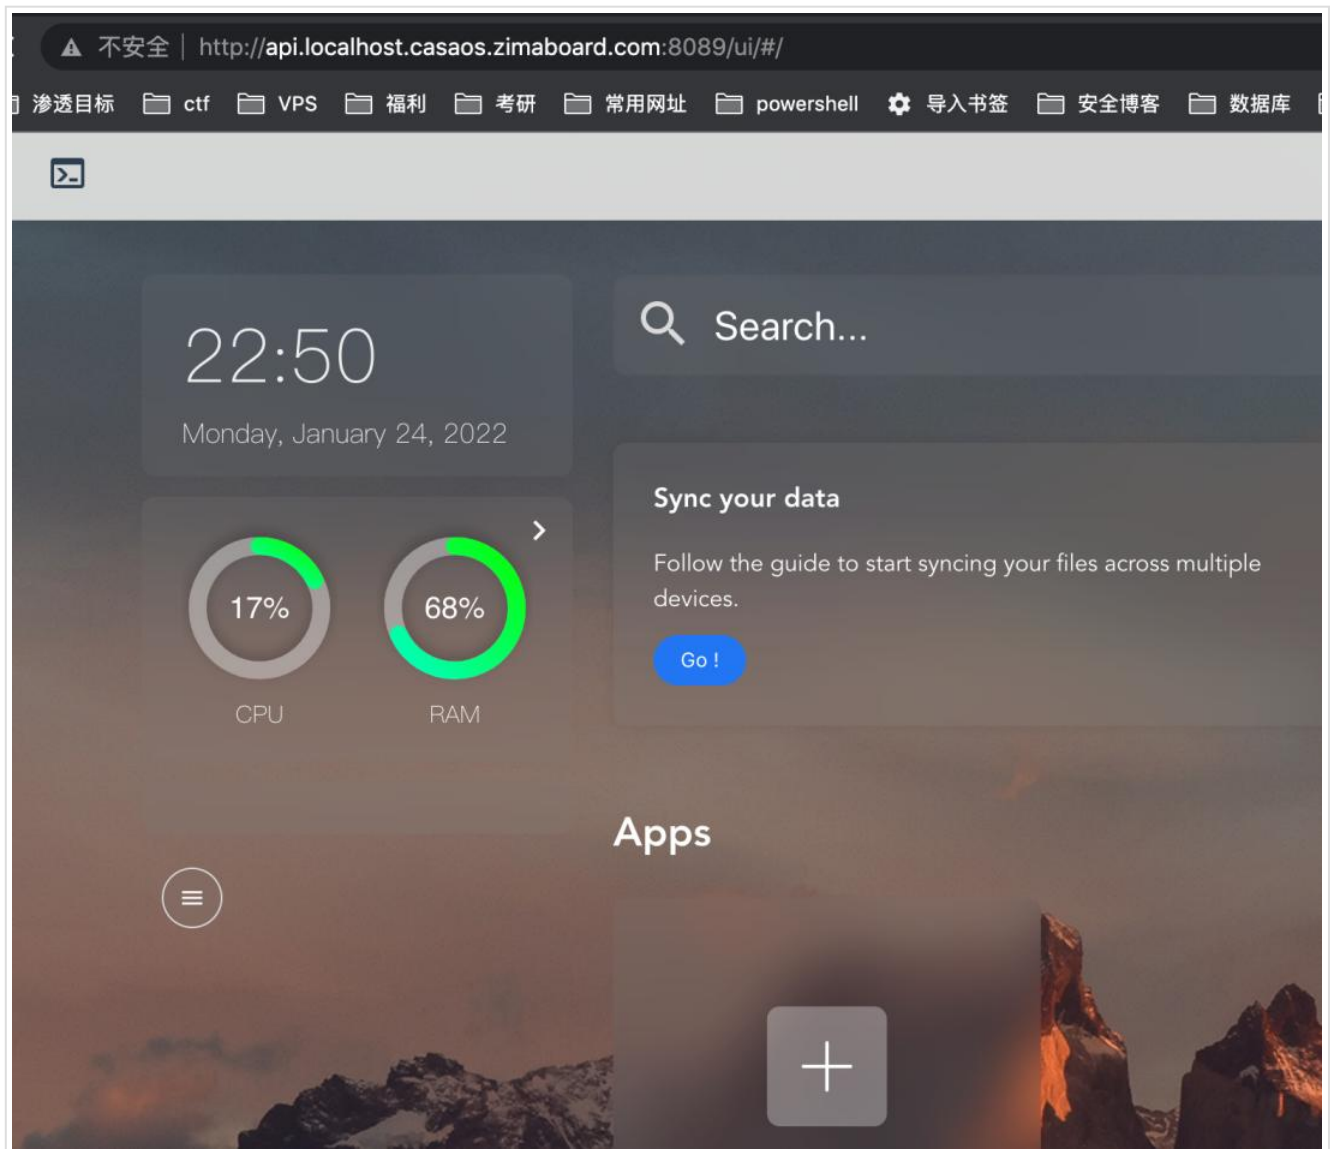 不安全 | http://api.localhost.casaos.zimaboard.com:8089/ui/#/
渗透目标 ctf VPS 福利 考研 常用网址 powershell 导入书签 安全博客 数据库
22:50
Monday, January 24, 2022
17%
68%
CPU
RAM
Search...
Sync your data
Follow the guide to start syncing your files across multiple
devices.
Go !
Apps